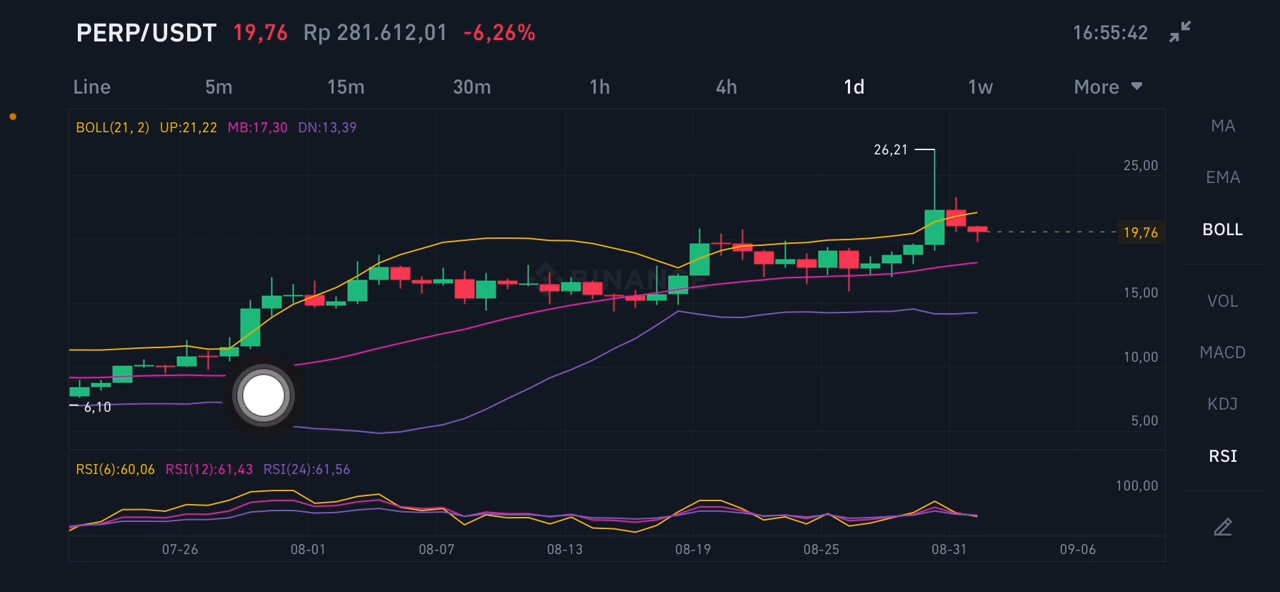 PERP/USDT 19,76 Rp 281.612,01 -6,26% 16:55:42
Line 5m 15m 30m 1h 4h 1d 1w More
BOLL(21, 2) UP:21,22 MB:17,30 DN:13,39
MA
26,21
25,00
EMA
BOLL
19,76
BINANCE
15,00
VOL
10,00
MACD
6,10
KDJ
5,00
RSI
RSI(6):60,06 RSI(12):61,43 RSI(24):61,56
100,00
07-26 08-01 08-07 08-13 08-19 08-25 08-31 09-06